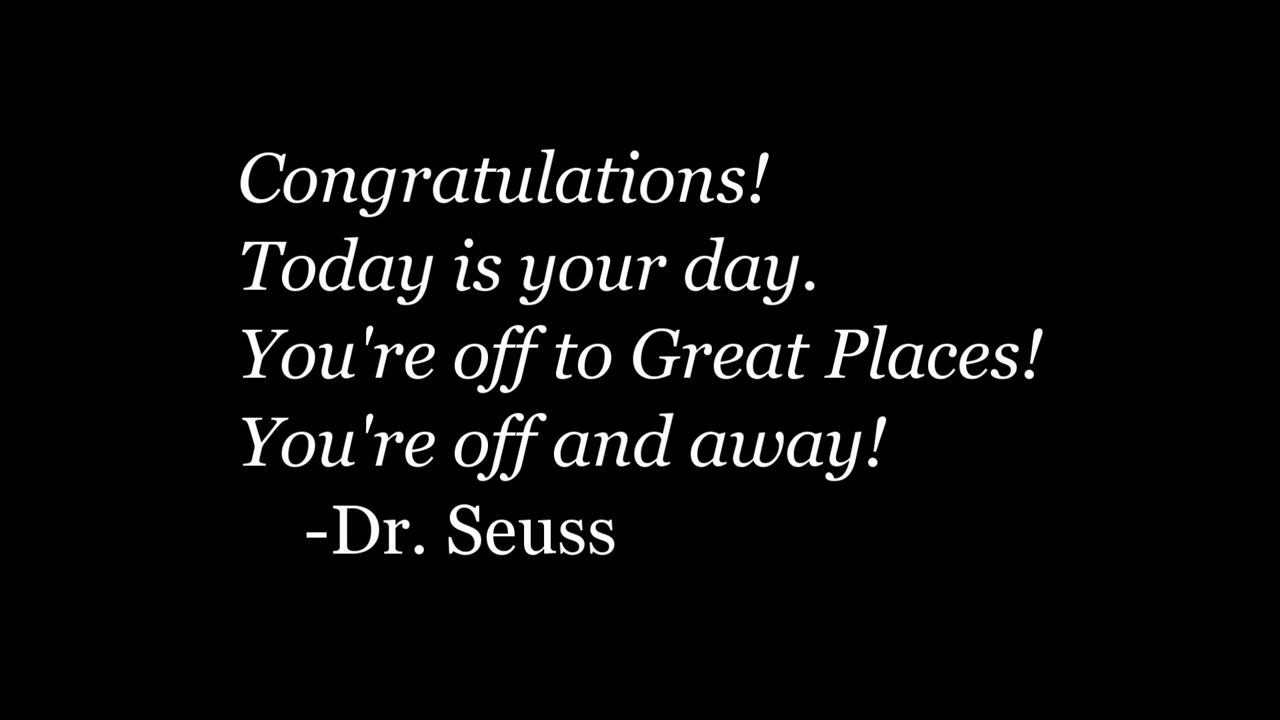 Congratulations!
Today is your day.
You're off to Great Places!
You're off and away!
-Dr. Seuss